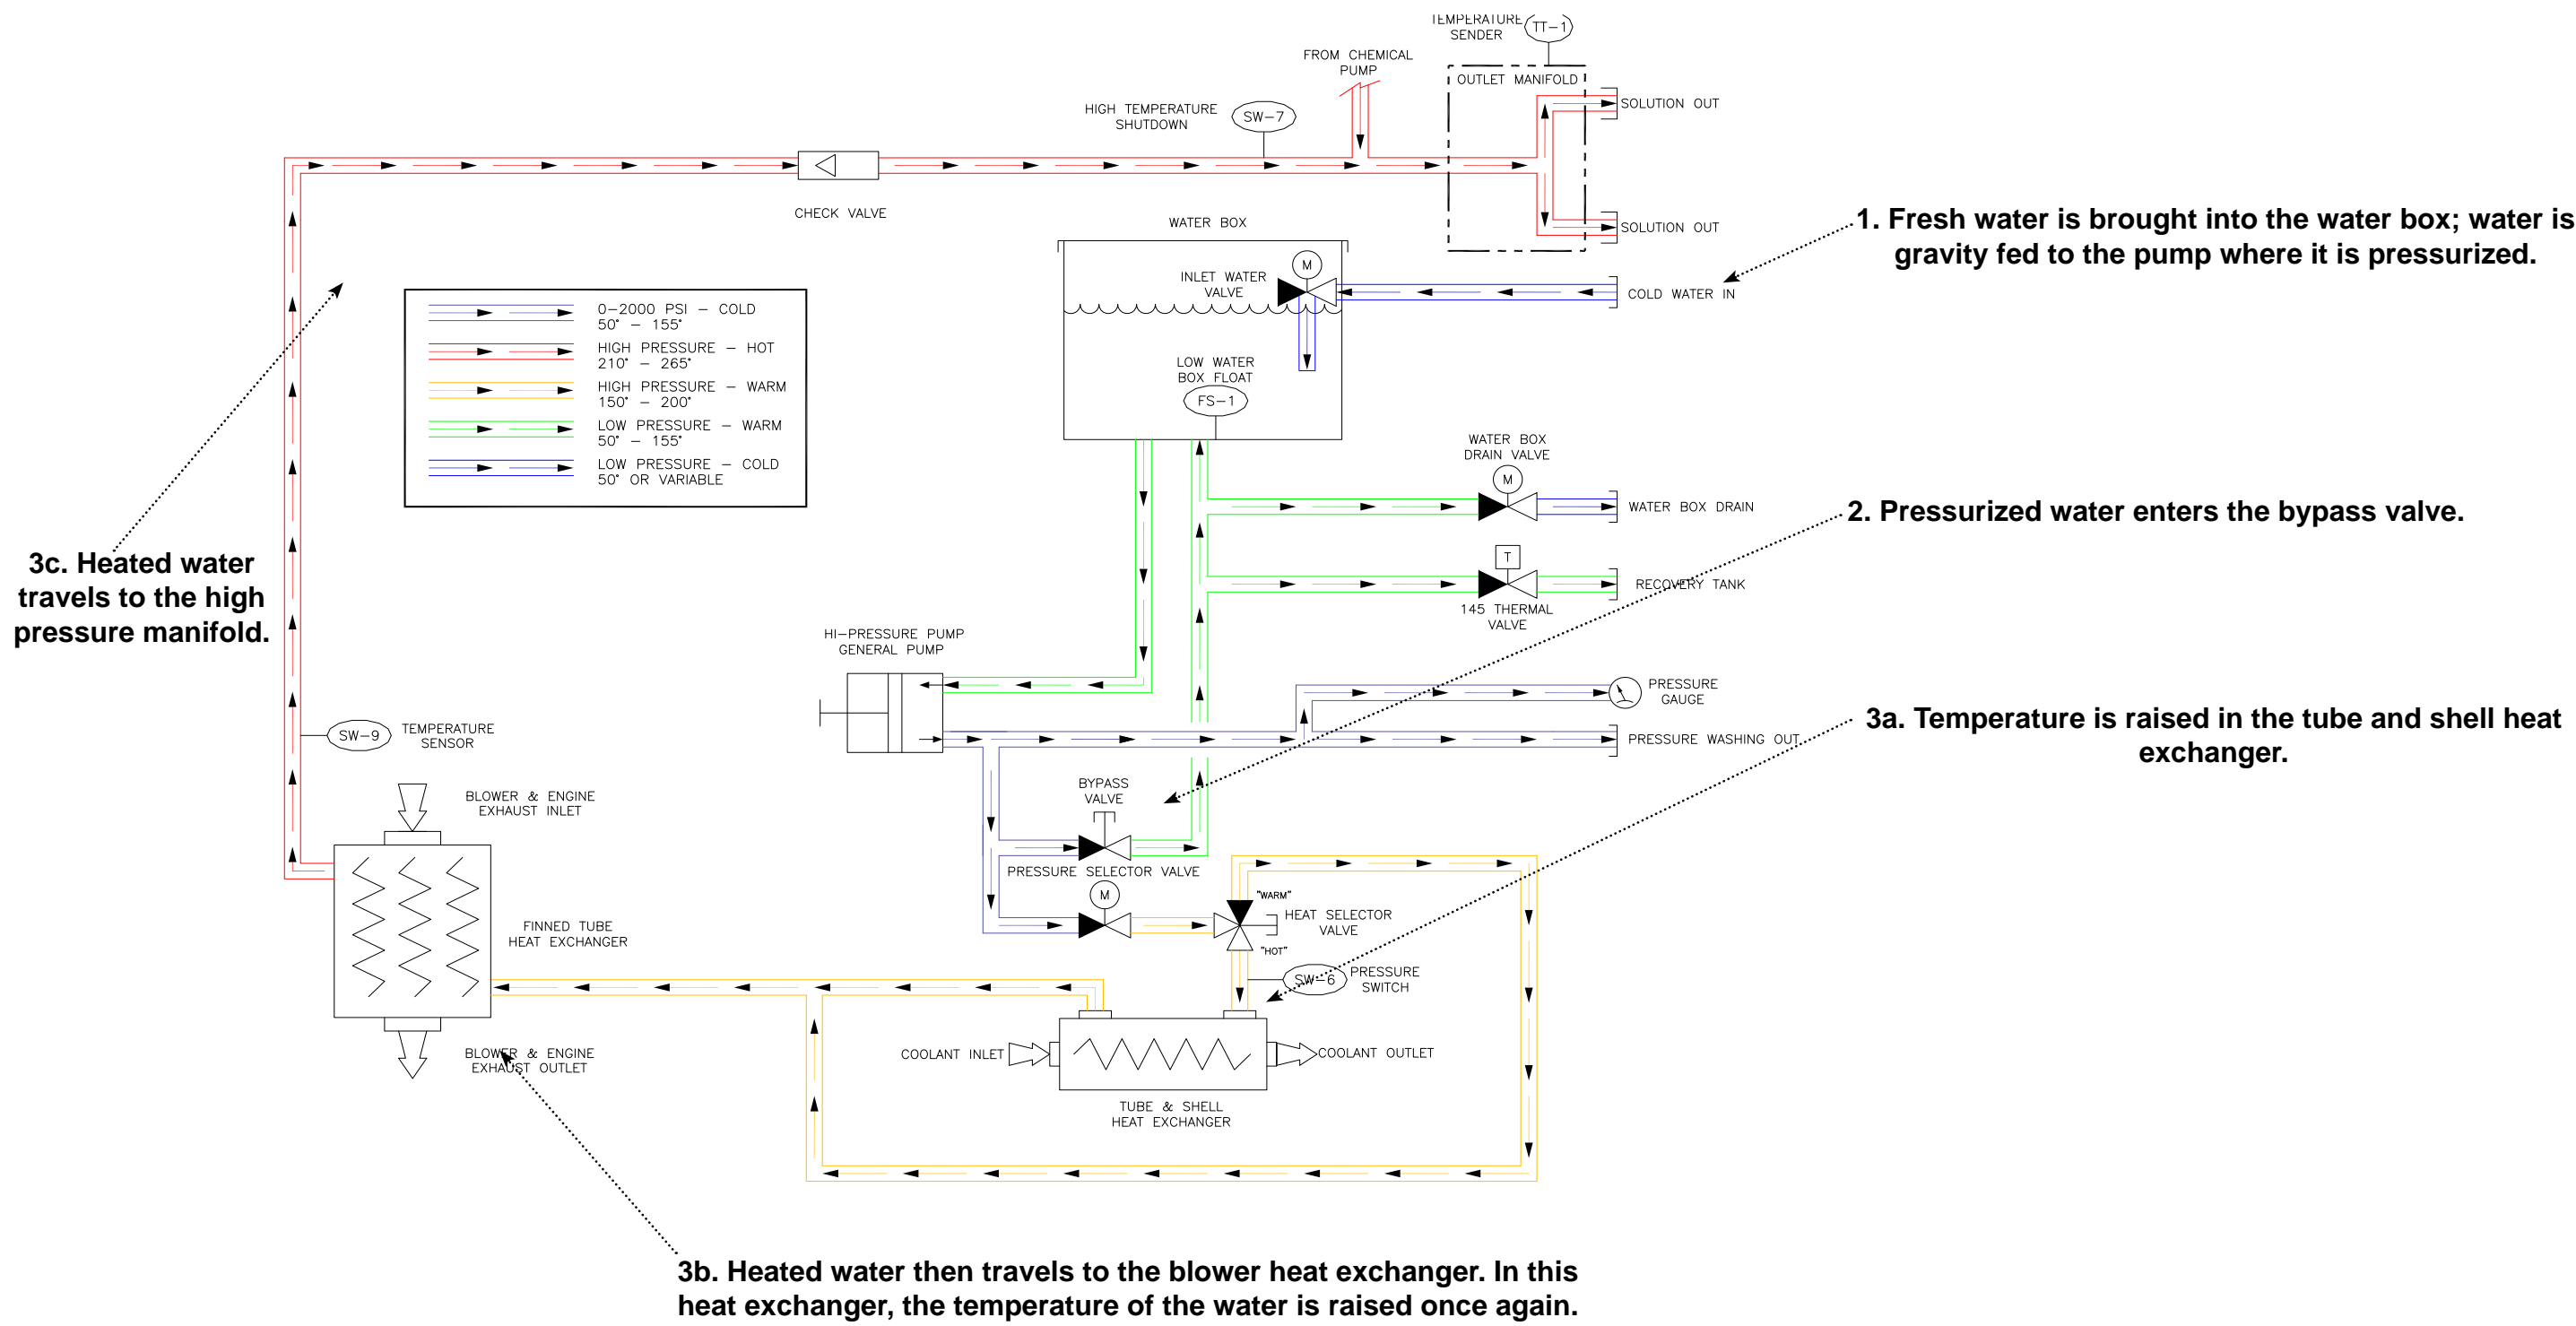 TEMPERATURE
SENDER
TT-1
FROM CHEMICAL
PUMP
OUTLET MANIFOLD
SOLUTION OUT
HIGH TEMPERATURE
SHUTDOWN
SW-7
CHECK VALVE
WATER BOX
SOLUTION OUT
1. Fresh water is brought into the water box; water is
gravity fed to the pump where it is pressurized.
M
INLET WATER
VALVE
COLD WATER IN
0-2000 PSI - COLD
50° - 155°
HIGH PRESSURE - HOT
210° - 265°
HIGH PRESSURE - WARM
150° - 200°
LOW PRESSURE - WARM
50° - 155°
LOW PRESSURE - COLD
50° OR VARIABLE
LOW WATER
BOX FLOAT
FS-1
WATER BOX
DRAIN VALVE
M
WATER BOX DRAIN
2. Pressurized water enters the bypass valve.
3c. Heated water
travels to the high
pressure manifold.
T
RECOVERY TANK
145 THERMAL
VALVE
HI-PRESSURE PUMP
GENERAL PUMP
PRESSURE
GAUGE
3a. Temperature is raised in the tube and shell heat
exchanger.
SW-9
TEMPERATURE
SENSOR
PRESSURE WASHING OUT
BLOWER & ENGINE
EXHAUST INLET
BYPASS
VALVE
PRESSURE SELECTOR VALVE
M
"WARM"
HEAT SELECTOR
VALVE
"HOT"
FINNED TUBE
HEAT EXCHANGER
SW-6
PRESSURE
SWITCH
BLOWER & ENGINE
EXHAUST OUTLET
COOLANT INLET
COOLANT OUTLET
TUBE & SHELL
HEAT EXCHANGER
3b. Heated water then travels to the blower heat exchanger. In this
heat exchanger, the temperature of the water is raised once again.